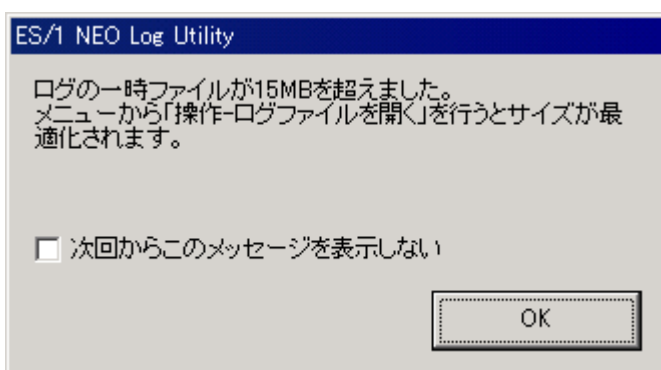 ES/1 NEO Log Utility
ログの一時ファイルが15MBを超えました。
メニューから「操作-ログファイルを開く」を行うとサイズが最
適化されます。
次回からこのメッセージを表示しない
OK